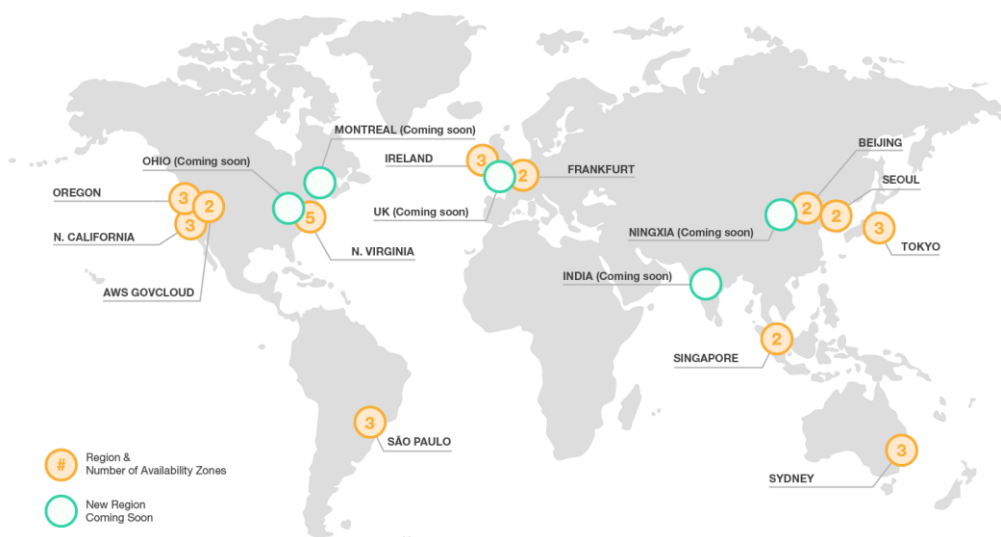 MONTREAL (Coming soon)
OHIO (Coming soon)
IRELAND
3
BEIJING
FRANKFURT
2
SEOUL
OREGON
3
2
UK (Coming soon)
2
2
N. CALIFORNIA
3
5
N. VIRGINIA
NINGXIA (Coming soon)
3
TOKYO
AWS GOVCLOUD
INDIA (Coming soon)
2
SINGAPORE
3
SÃO PAULO
3
SYDNEY
# Region &
Number of Availability Zones
New Region
Coming Soon